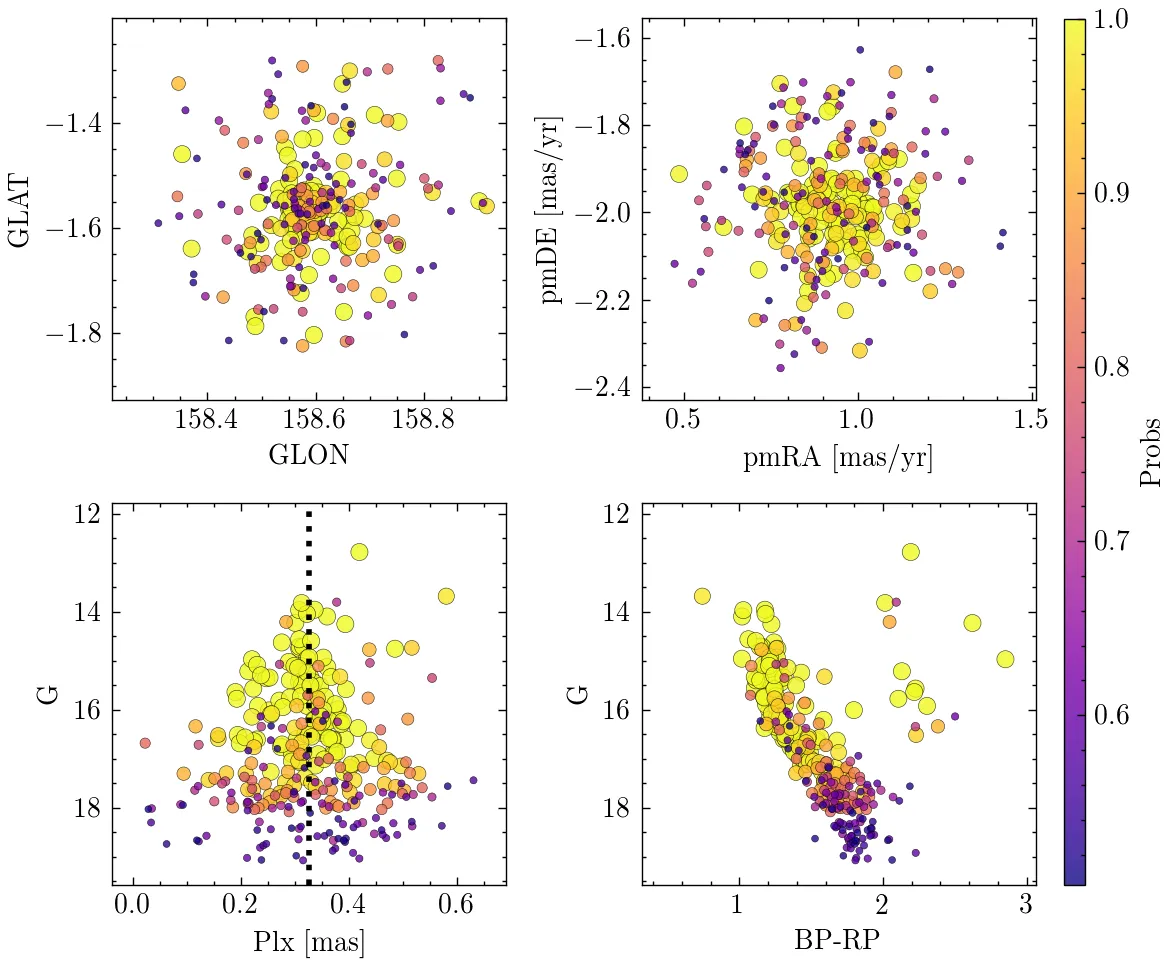 −1.4
−1.6
−1.8
GLAT
158.4 158.6 158.8
GLON
−1.6
−1.8
−2.0
−2.2
−2.4
pmDE [mas/yr]
0.5 1.0 1.5
pmRA [mas/yr]
12
14
16
18
G
0.0 0.2 0.4 0.6
Plx [mas]
12
14
16
18
G
1 2 3
BP-RP
1.0
0.9
0.8
0.7
0.6
Probs